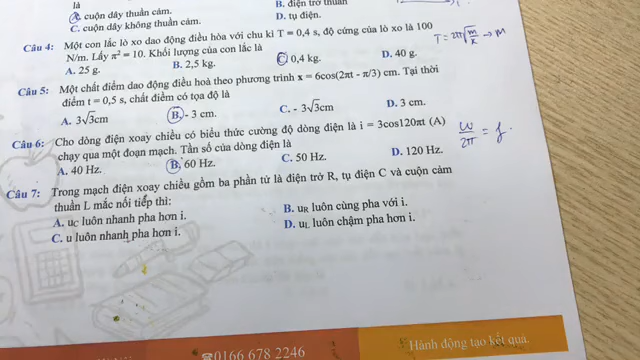 là
A. cuộn dây thuần cảm.
B. điện trở thuần
C. cuộn dây không thuần cảm.
D. tụ điện.
Câu 4: Một con lắc lò xo dao động điều hòa với chu kì T = 0,4 s, độ cứng của lò xo là 100
N/m. Lấy π² = 10. Khối lượng của con lắc là
A. 25 g. B. 2,5 kg. C. 0,4 kg. D. 40 g.
T = 2π√m/k → m
Câu 5: Một chất điểm dao động điều hoà theo phương trình x = 6cos(2πt - π/3) cm. Tại thời
điểm t = 0,5 s, chất điểm có tọa độ là
A. 3√3cm B. - 3 cm. C. - 3√3cm D. 3 cm.
Câu 6: Cho dòng điện xoay chiều có biểu thức cường độ dòng điện là i = 3cos120πt (A)
chạy qua một đoạn mạch. Tần số của dòng điện là
A. 40 Hz. B. 60 Hz. C. 50 Hz. D. 120 Hz.
ω/2π = f.
Câu 7: Trong mạch điện xoay chiều gồm ba phần tử là điện trở R, tụ điện C và cuộn cảm
thuần L mắc nối tiếp thì:
A. uC luôn nhanh pha hơn i. B. uR luôn cùng pha với i.
C. u luôn nhanh pha hơn i. D. uL luôn chậm pha hơn i.
☎0166 678 2246
Hành động tạo kết quả.